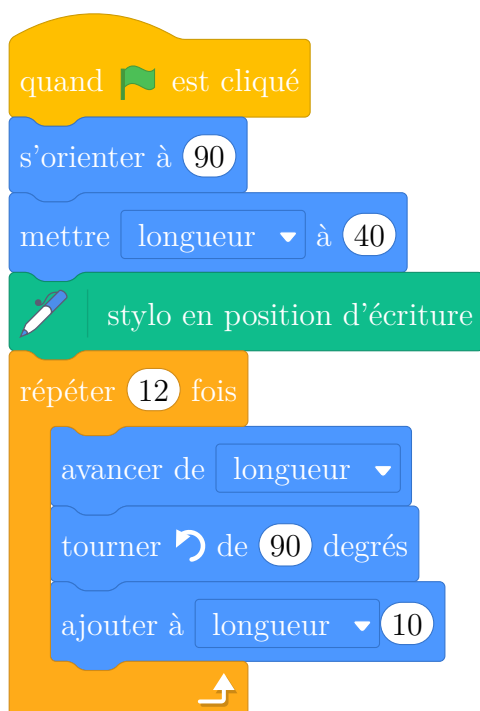 quand est cliqué
s'orienter à 90
mettre longueur à 40
stylo en position d'écriture
répéter 12 fois
avancer de longueur
tourner de 90 degrés
ajouter à longueur 10